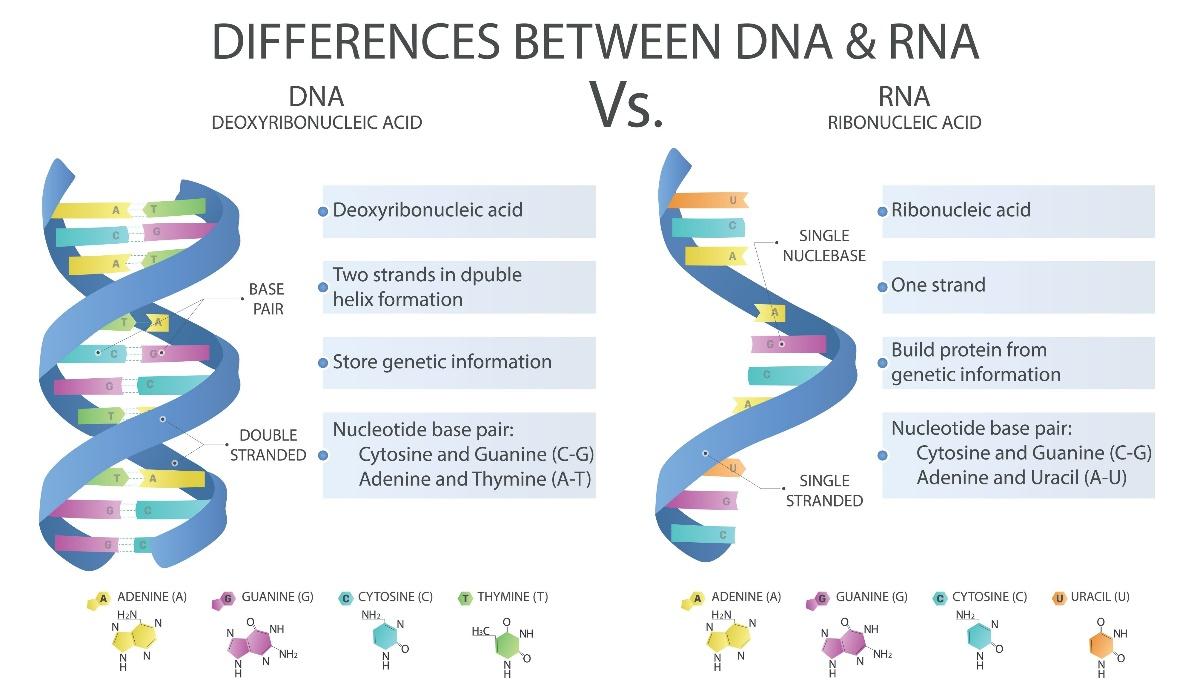 DIFFERENCES BETWEEN DNA & RNA
DNA
DEOXYRIBONUCLEIC ACID
Vs.
RNA
RIBONUCLEIC ACID
A T
C G
A T
T A
C G
G C
T
T A
G C
G C
BASE
PAIR
DOUBLE
STRANDED
Deoxyribonucleic acid
Two strands in dpuble
helix formation
Store genetic information
Nucleotide base pair:
Cytosine and Guanine (C-G)
Adenine and Thymine (A-T)
U
C
A
A
G
C
A
U
G
C
SINGLE
NUCLEBASE
SINGLE
STRANDED
Ribonucleic acid
One strand
Build protein from
genetic information
Nucleotide base pair:
Cytosine and Guanine (C-G)
Adenine and Uracil (A-U)
A ADENINE (A)
H₂N
N
N
N
H
N
G GUANINE (G)
O
N
NH
N
H
N
NH₂
C CYTOSINE (C)
NH₂
N
O
N
H
T THYMINE (T)
O
H₃C
NH
O
N
H
A ADENINE (A)
H₂N
N
N
N
H
N
G GUANINE (G)
O
N
NH
N
H
N
NH₂
C CYTOSINE (C)
NH₂
N
O
N
H
U URACIL (U)
O
NH
O
N
H